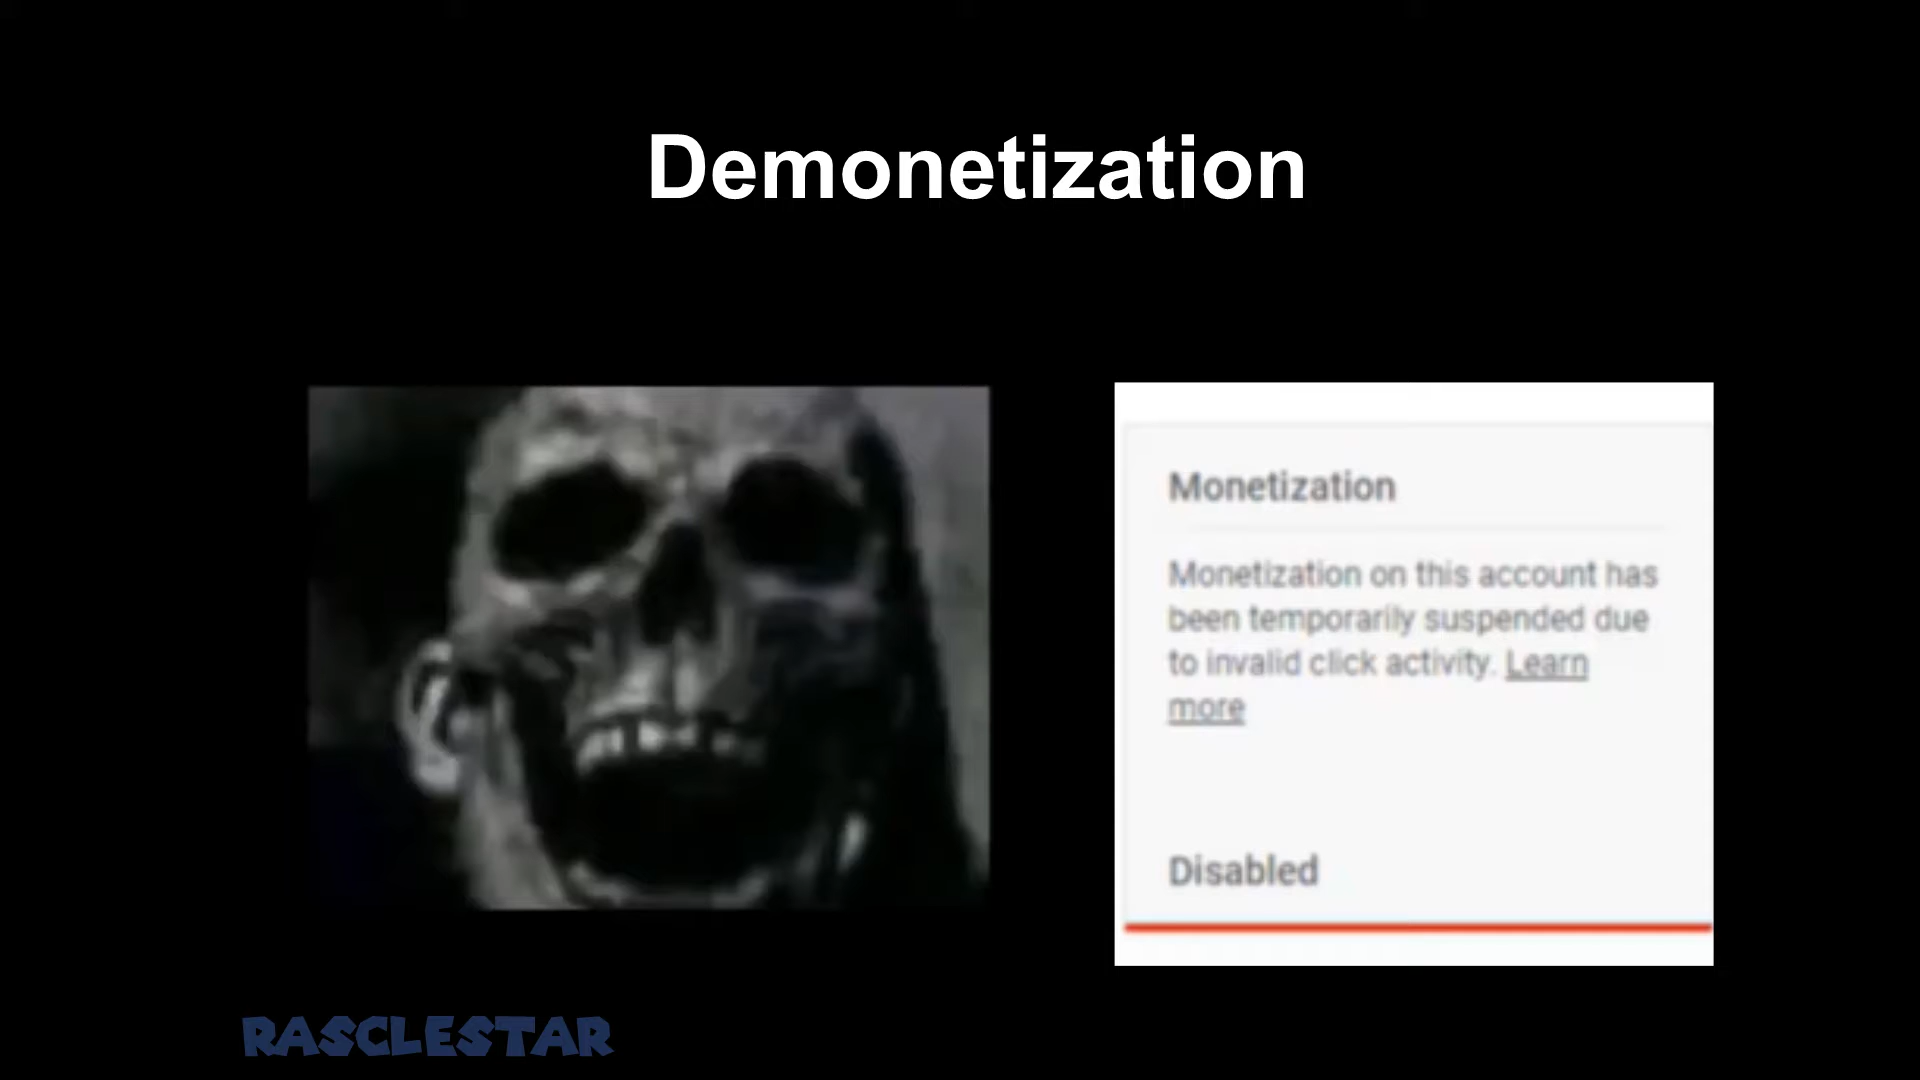 Demonetization
Monetization
Monetization on this account has
been temporarily suspended due
to invalid click activity. Learn
more
Disabled
RASCLESTAR